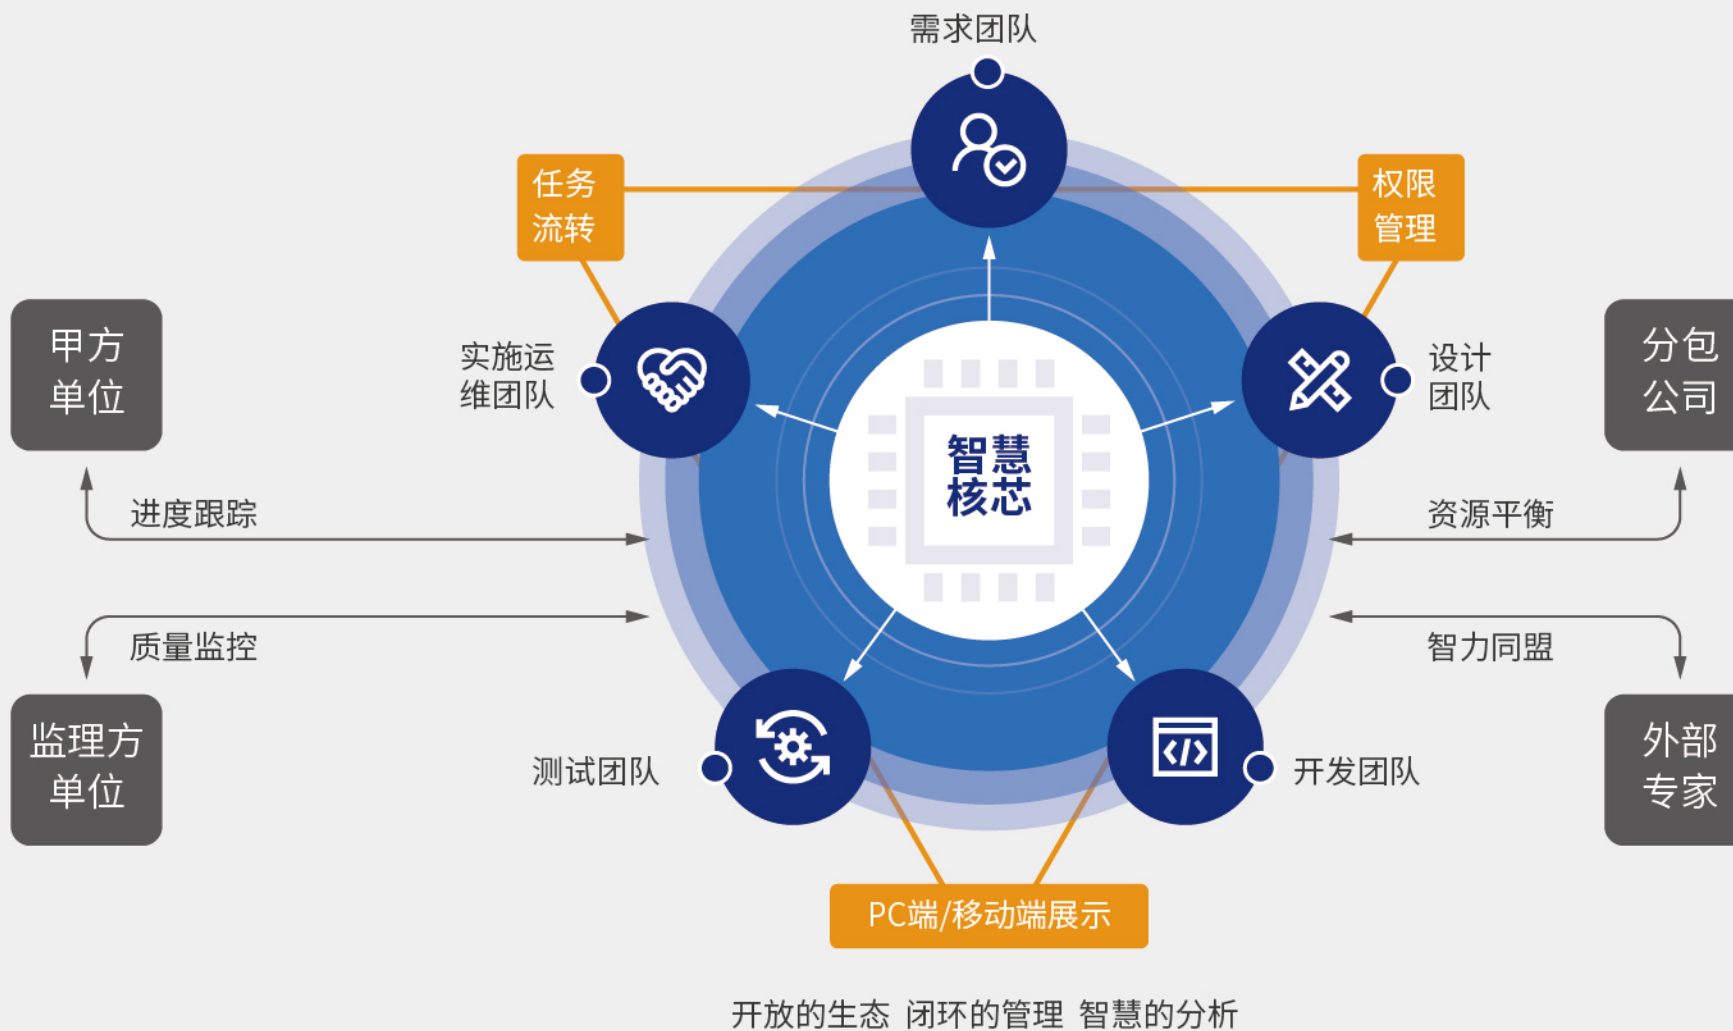 需求团队
任务
流转
权限
管理
甲方
单位
实施运
维团队
智慧
核芯
设计
团队
分包
公司
进度跟踪
资源平衡
质量监控
智力同盟
监理方
单位
测试团队
开发团队
外部
专家
PC端/移动端展示
开放的生态 闭环的管理 智慧的分析